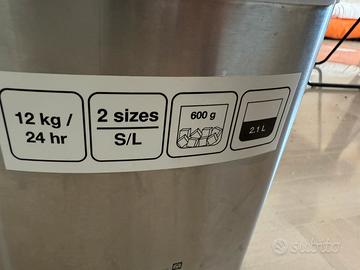 12 kg /
24 hr
2 sizes
S/L
600 g
2.1 L
subito